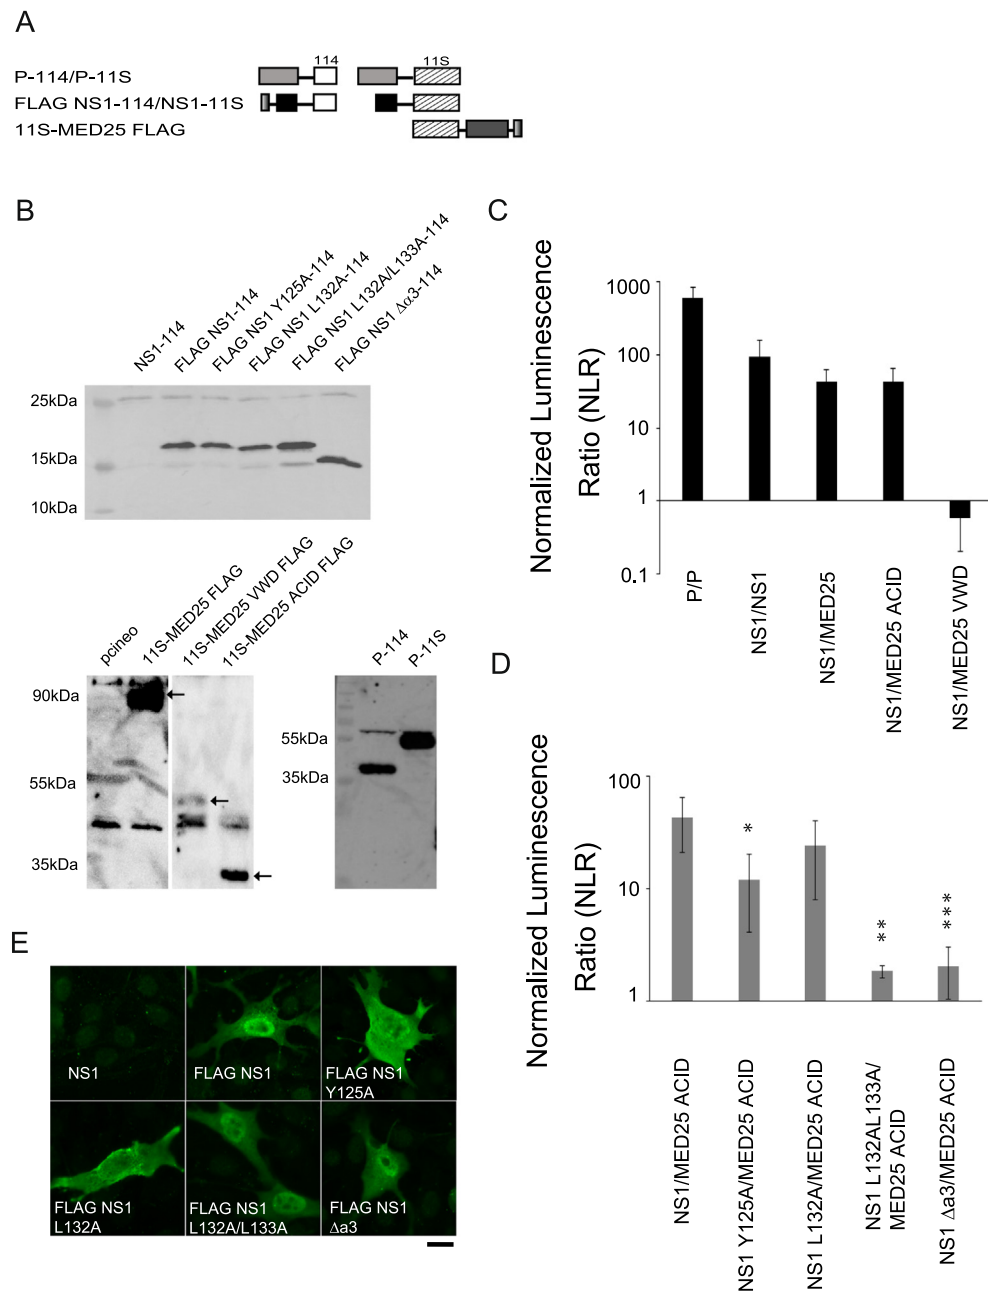 A
114
11S
P-114/P-11S
FLAG NS1-114/NS1-11S
11S-MED25 FLAG
B
NS1-114
FLAG NS1-114
FLAG NS1 Y125A-114
FLAG NS1 L132A-114
FLAG NS1 L132A/L133A-114
FLAG NS1 Δα3-114
25kDa
15kDa
10kDa
pcineo
11S-MED25 FLAG
11S-MED25 VWD FLAG
11S-MED25 ACID FLAG
90kDa
55kDa
35kDa
P-114
P-11S
55kDa
35kDa
C
Normalized Luminescence
Ratio (NLR)
1000
100
10
1
0.1
P/P
NS1/NS1
NS1/MED25
NS1/MED25 ACID
NS1/MED25 VWD
D
Normalized Luminescence
Ratio (NLR)
100
10
1
*
**
***
NS1/MED25 ACID
NS1 Y125A/MED25 ACID
NS1 L132A/MED25 ACID
NS1 L132AL133A/
MED25 ACID
NS1 Δa3/MED25 ACID
E
NS1
FLAG NS1
FLAG NS1
Y125A
FLAG NS1
L132A
FLAG NS1
L132A/L133A
FLAG NS1
Δa3